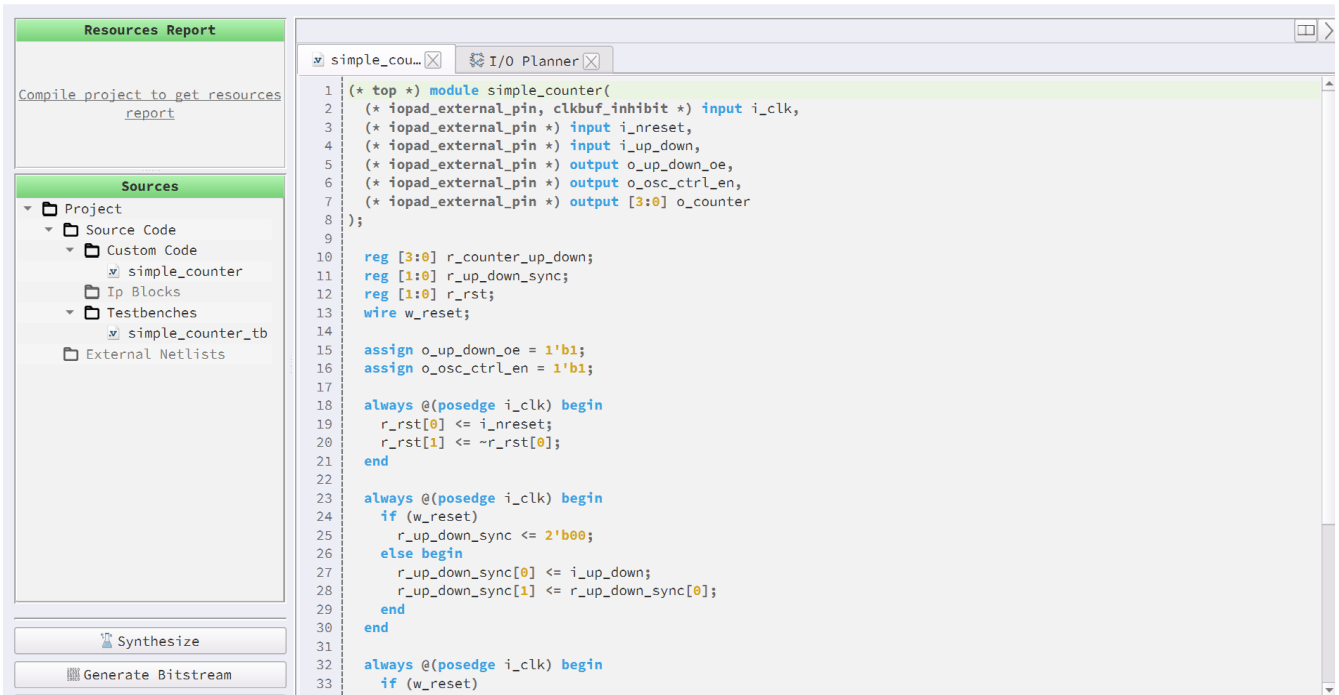 Resources Report
Compile project to get resources
report
Sources
Project
Source Code
Custom Code
simple_counter
Ip Blocks
Testbenches
simple_counter_tb
External Netlists
Synthesize
Generate Bitstream
simple_cou…
I/O Planner
1 (* top *) module simple_counter(
2   (* iopad_external_pin, clkbuf_inhibit *) input i_clk,
3   (* iopad_external_pin *) input i_nreset,
4   (* iopad_external_pin *) input i_up_down,
5   (* iopad_external_pin *) output o_up_down_oe,
6   (* iopad_external_pin *) output o_osc_ctrl_en,
7   (* iopad_external_pin *) output [3:0] o_counter
8 );
9
10   reg [3:0] r_counter_up_down;
11   reg [1:0] r_up_down_sync;
12   reg [1:0] r_rst;
13   wire w_reset;
14
15   assign o_up_down_oe = 1'b1;
16   assign o_osc_ctrl_en = 1'b1;
17
18   always @(posedge i_clk) begin
19     r_rst[0] <= i_nreset;
20     r_rst[1] <= ~r_rst[0];
21   end
22
23   always @(posedge i_clk) begin
24     if (w_reset)
25       r_up_down_sync <= 2'b00;
26     else begin
27       r_up_down_sync[0] <= i_up_down;
28       r_up_down_sync[1] <= r_up_down_sync[0];
29     end
30   end
31
32   always @(posedge i_clk) begin
33     if (w_reset)